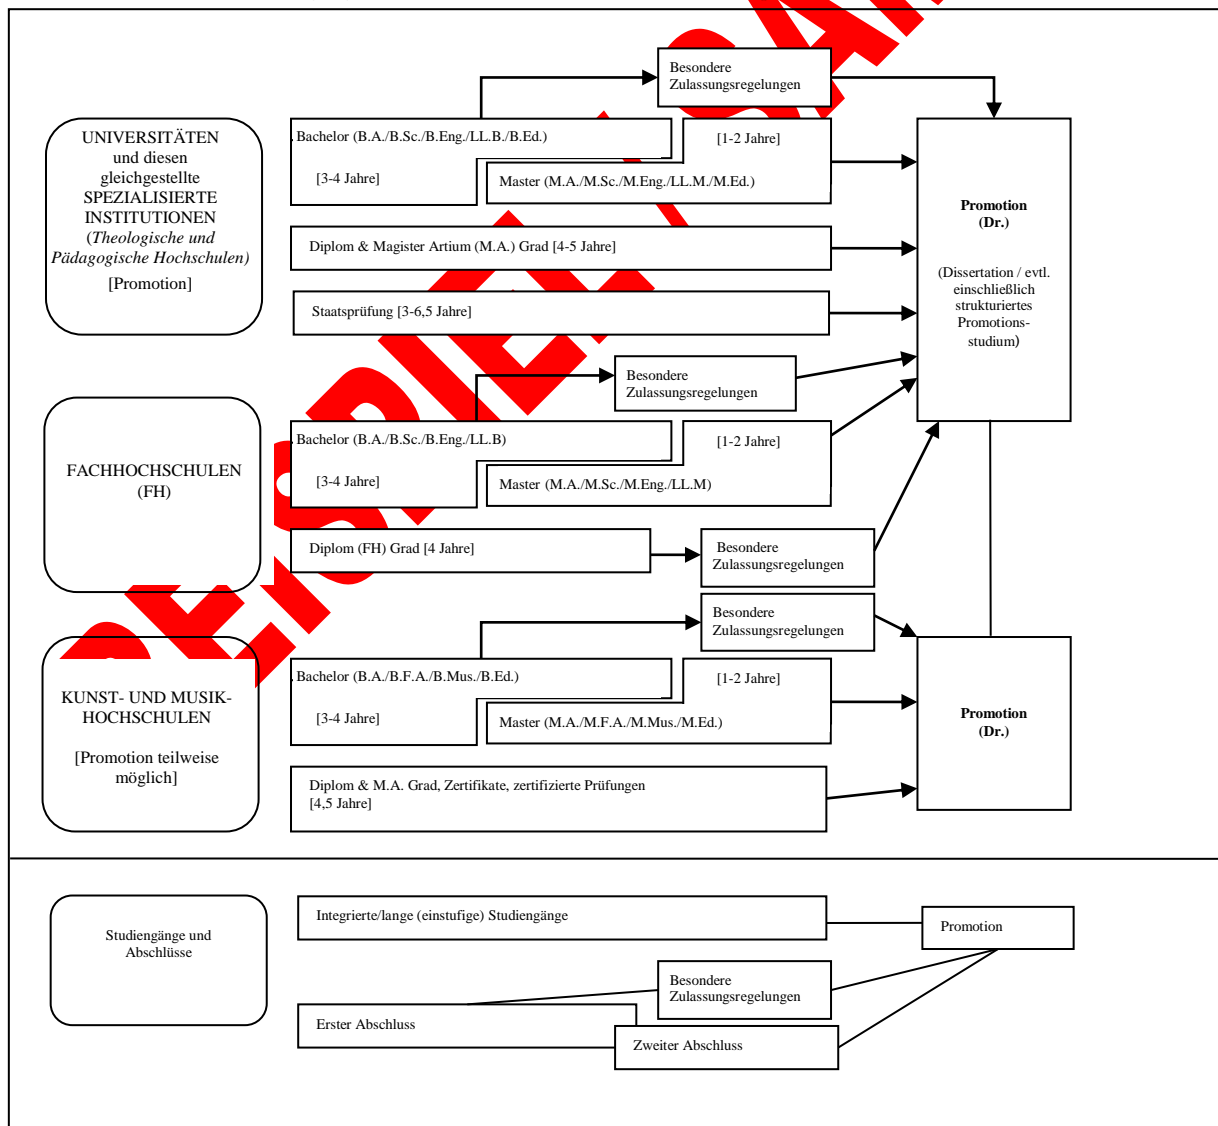 Besondere
Zulassungsregelungen
UNIVERSITÄTEN
und diesen
gleichgestellte
SPEZIALISIERTE
INSTITUTIONEN
(Theologische und
Pädagogische Hochschulen)
[Promotion]
Bachelor (B.A./B.Sc./B.Eng./LL.B./B.Ed.)
[1-2 Jahre]
[3-4 Jahre]
Master (M.A./M.Sc./M.Eng./LL.M./M.Ed.)
Diplom & Magister Artium (M.A.) Grad [4-5 Jahre]
Staatsprüfung [3-6,5 Jahre]
Promotion
(Dr.)
(Dissertation / evtl.
einschließlich
strukturiertes
Promotions-
studium)
Besondere
Zulassungsregelungen
FACHHOCHSCHULEN
(FH)
Bachelor (B.A./B.Sc./B.Eng./LL.B)
[1-2 Jahre]
[3-4 Jahre]
Master (M.A./M.Sc./M.Eng./LL.M)
Diplom (FH) Grad [4 Jahre]
Besondere
Zulassungsregelungen
Besondere
Zulassungsregelungen
KUNST- UND MUSIK-
HOCHSCHULEN
[Promotion teilweise
möglich]
Bachelor (B.A./B.F.A./B.Mus./B.Ed.)
[1-2 Jahre]
[3-4 Jahre]
Master (M.A./M.F.A./M.Mus./M.Ed.)
Diplom & M.A. Grad, Zertifikate, zertifizierte Prüfungen
[4,5 Jahre]
Promotion
(Dr.)
Studiengänge und
Abschlüsse
Integrierte/lange (einstufige) Studiengänge
Promotion
Besondere
Zulassungsregelungen
Erster Abschluss
Zweiter Abschluss